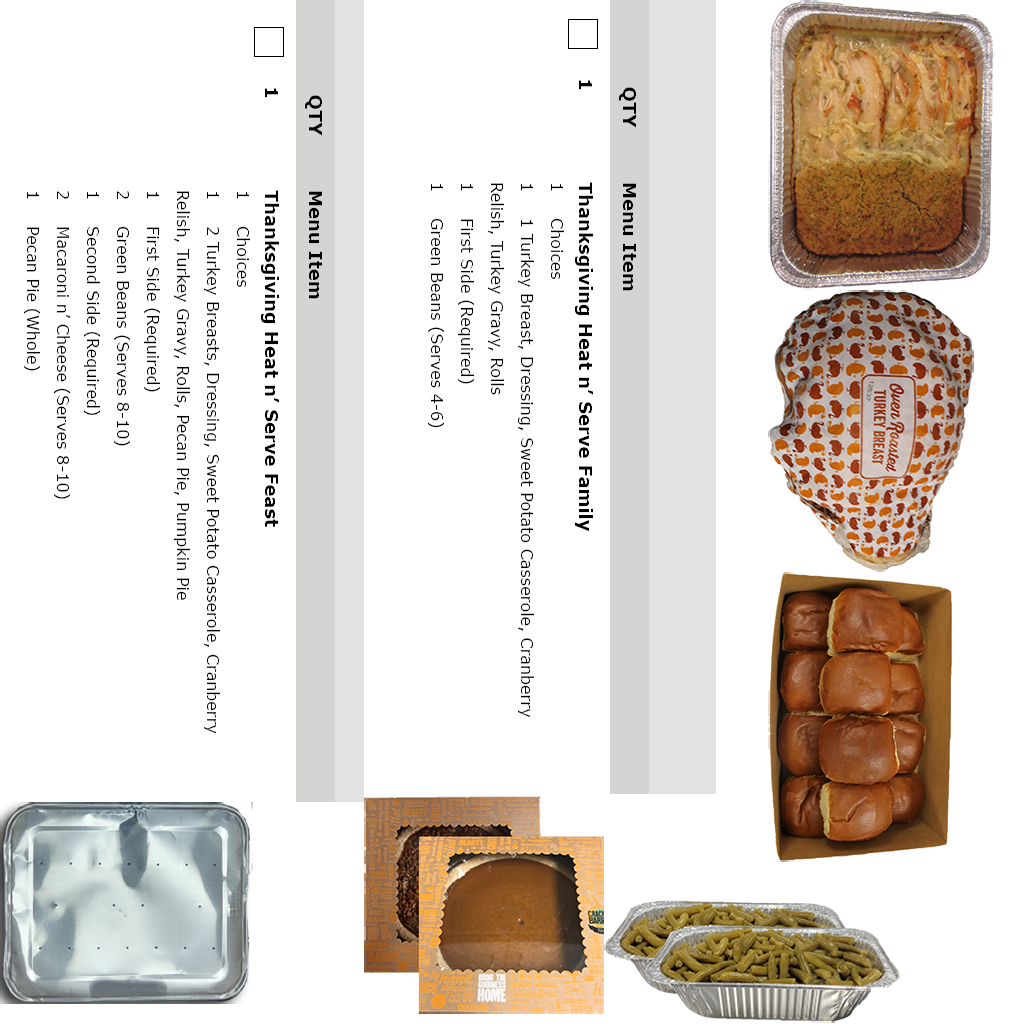 QTY Menu Item
1 Thanksgiving Heat n’ Serve Family
1 Choices
1 1 Turkey Breast, Dressing, Sweet Potato Casserole, Cranberry
Relish, Turkey Gravy, Rolls
1 First Side (Required)
1 Green Beans (Serves 4-6)
QTY Menu Item
1 Thanksgiving Heat n’ Serve Feast
1 Choices
1 2 Turkey Breasts, Dressing, Sweet Potato Casserole, Cranberry
Relish, Turkey Gravy, Rolls, Pecan Pie, Pumpkin Pie
1 First Side (Required)
2 Green Beans (Serves 8-10)
1 Second Side (Required)
2 Macaroni n’ Cheese (Serves 8-10)
1 Pecan Pie (Whole)
Oven Roasted
TURKEY BREAST
BRING THE
GOODNESS
HOME